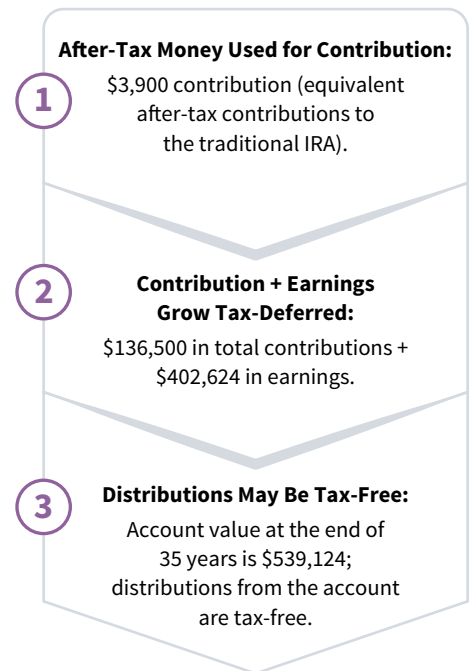 After-Tax Money Used for Contribution:
1
$3,900 contribution (equivalent
after-tax contributions to
the traditional IRA).
2
Contribution + Earnings
Grow Tax-Deferred:
$136,500 in total contributions +
$402,624 in earnings.
3
Distributions May Be Tax-Free:
Account value at the end of
35 years is $539,124;
distributions from the account
are tax-free.